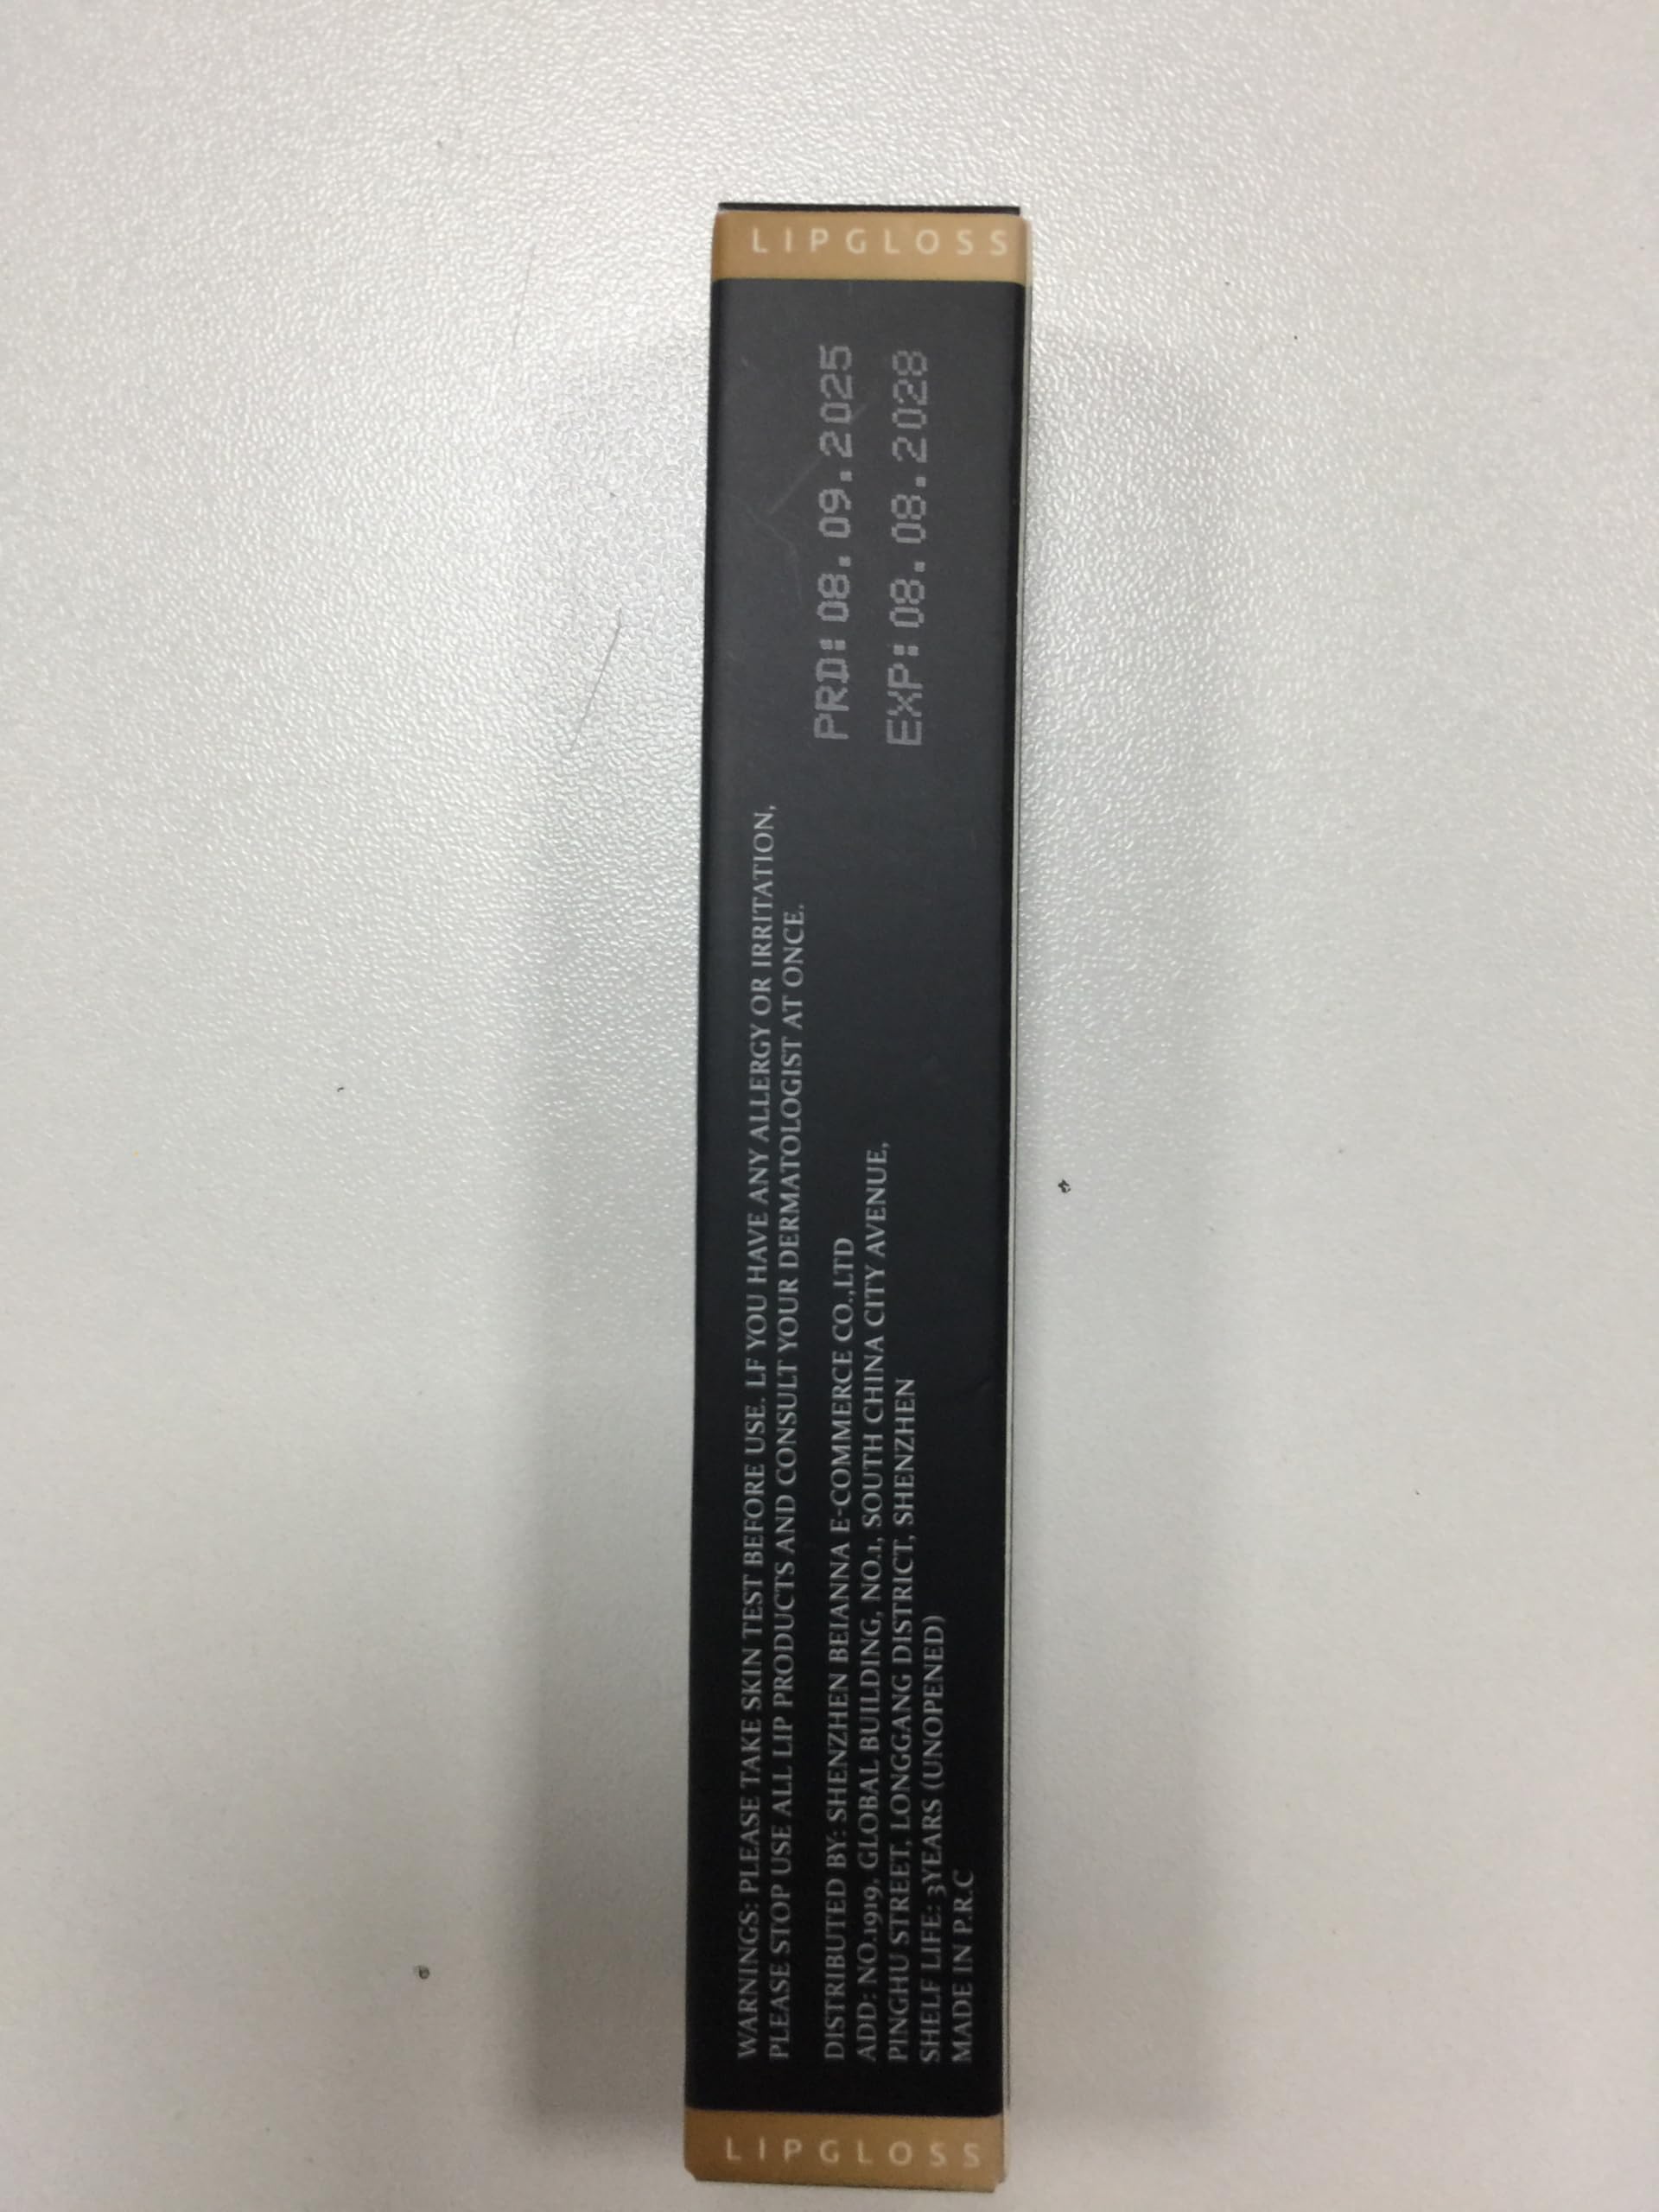 LIPGLOSS
PRD: 08.09.2025
EXP: 08.08.2028
WARNINGS: PLEASE TAKE SKIN TEST BEFORE USE. LF YOU HAVE ANY ALLERGY OR IRRITATION,
PLEASE STOP USE ALL LIP PRODUCTS AND CONSULT YOUR DERMATOLOGIST AT ONCE.
DISTRIBUTED BY: SHENZHEN BEIANNA E-COMMERCE CO.,LTD
ADD: NO.1919, GLOBAL BUILDING, NO.1, SOUTH CHINA CITY AVENUE,
PINGHU STREET, LONGGANG DISTRICT, SHENZHEN
SHELF LIFE: 3YEARS (UNOPENED)
MADE IN P.R.C
LIPGLOSS